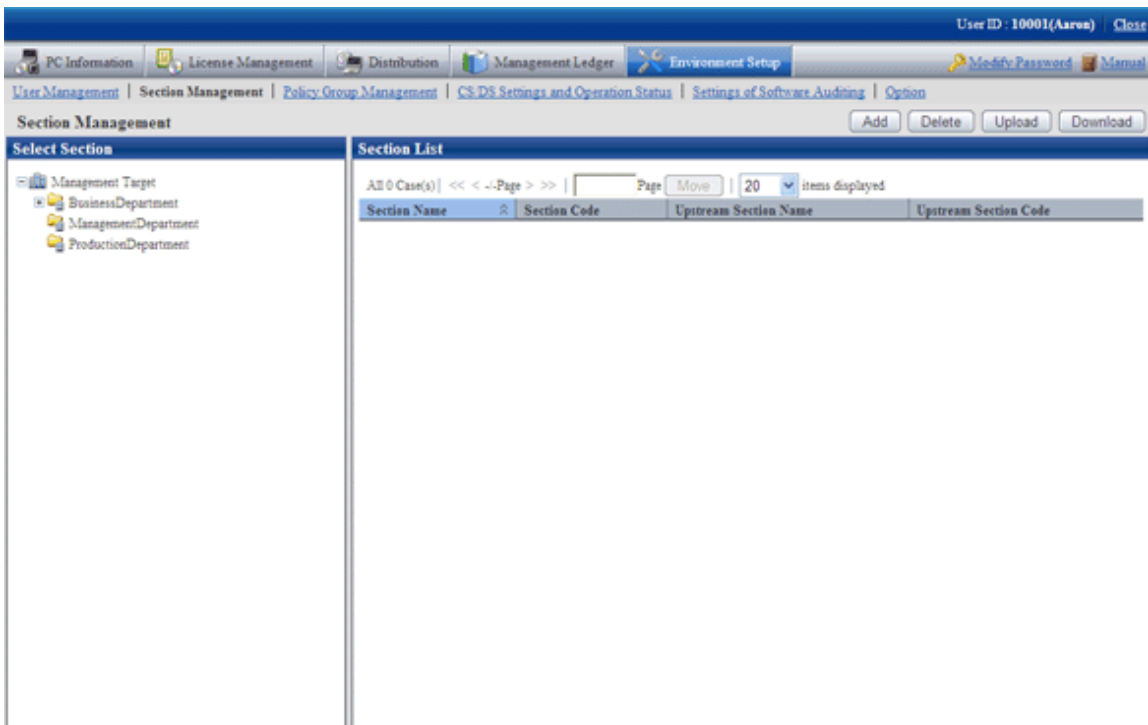 User ID : 10001(Aaron) Close
PC Information License Management Distribution Management Ledger Environment Setup Modify Password Manual
User Management | Section Management | Policy Group Management | CS/DS Settings and Operation Status | Settings of Software Auditing | Option
Section Management Add Delete Upload Download
Select Section Section List
Management Target All 0 Case(s) | << < -/-Page > >> | Page Move | 20 items displayed
BusinessDepartment Section Name Section Code Upstream Section Name Upstream Section Code
ManagementDepartment
ProductionDepartment